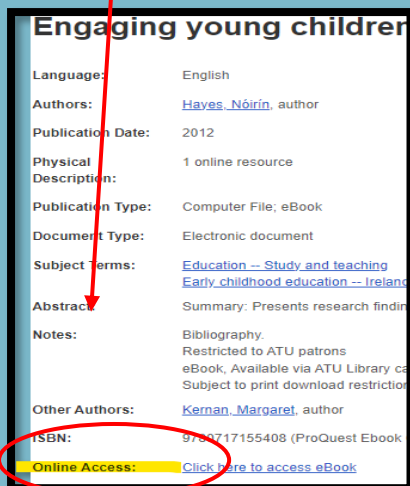 Engaging young children
Language: English
Authors: Hayes, Nóirín, author
Publication Date: 2012
Physical Description: 1 online resource
Publication Type: Computer File; eBook
Document Type: Electronic document
Subject Terms: Education -- Study and teaching
Early childhood education -- Ireland
Abstract: Summary: Presents research findin
Notes: Bibliography.
Restricted to ATU patrons
eBook, Available via ATU Library ca
Subject to print download restriction
Other Authors: Kernan, Margaret, author
ISBN: 9780717155408 (ProQuest Ebook
Online Access: Click here to access eBook